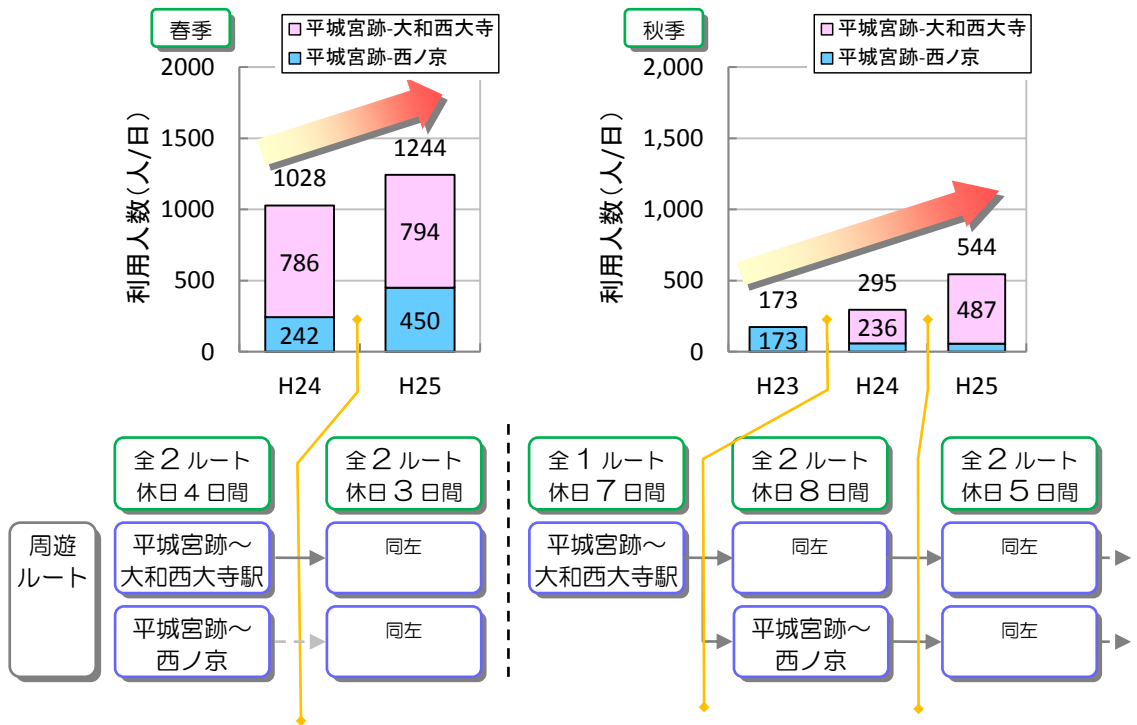 春季
平城宮跡-大和西大寺
平城宮跡-西ノ京
利用人数(人/日)
2000
1500
1000
500
0
1028
786
242
1244
794
450
H24
H25
秋季
平城宮跡-大和西大寺
平城宮跡-西ノ京
利用人数(人/日)
2,000
1,500
1,000
500
0
173
173
295
236
544
487
H23
H24
H25
全2ルート
休日4日間
全2ルート
休日3日間
全1ルート
休日7日間
全2ルート
休日8日間
全2ルート
休日5日間
周遊
ルート
平城宮跡~
大和西大寺駅
同左
平城宮跡~
大和西大寺駅
同左
同左
平城宮跡~
西ノ京
同左
平城宮跡~
西ノ京
同左